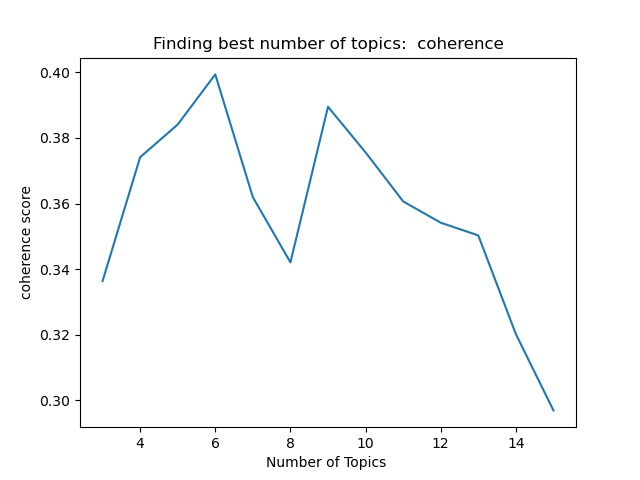 Finding best number of topics:  coherence
coherence score
0.40
0.38
0.36
0.34
0.32
0.30
4 6 8 10 12 14
Number of Topics